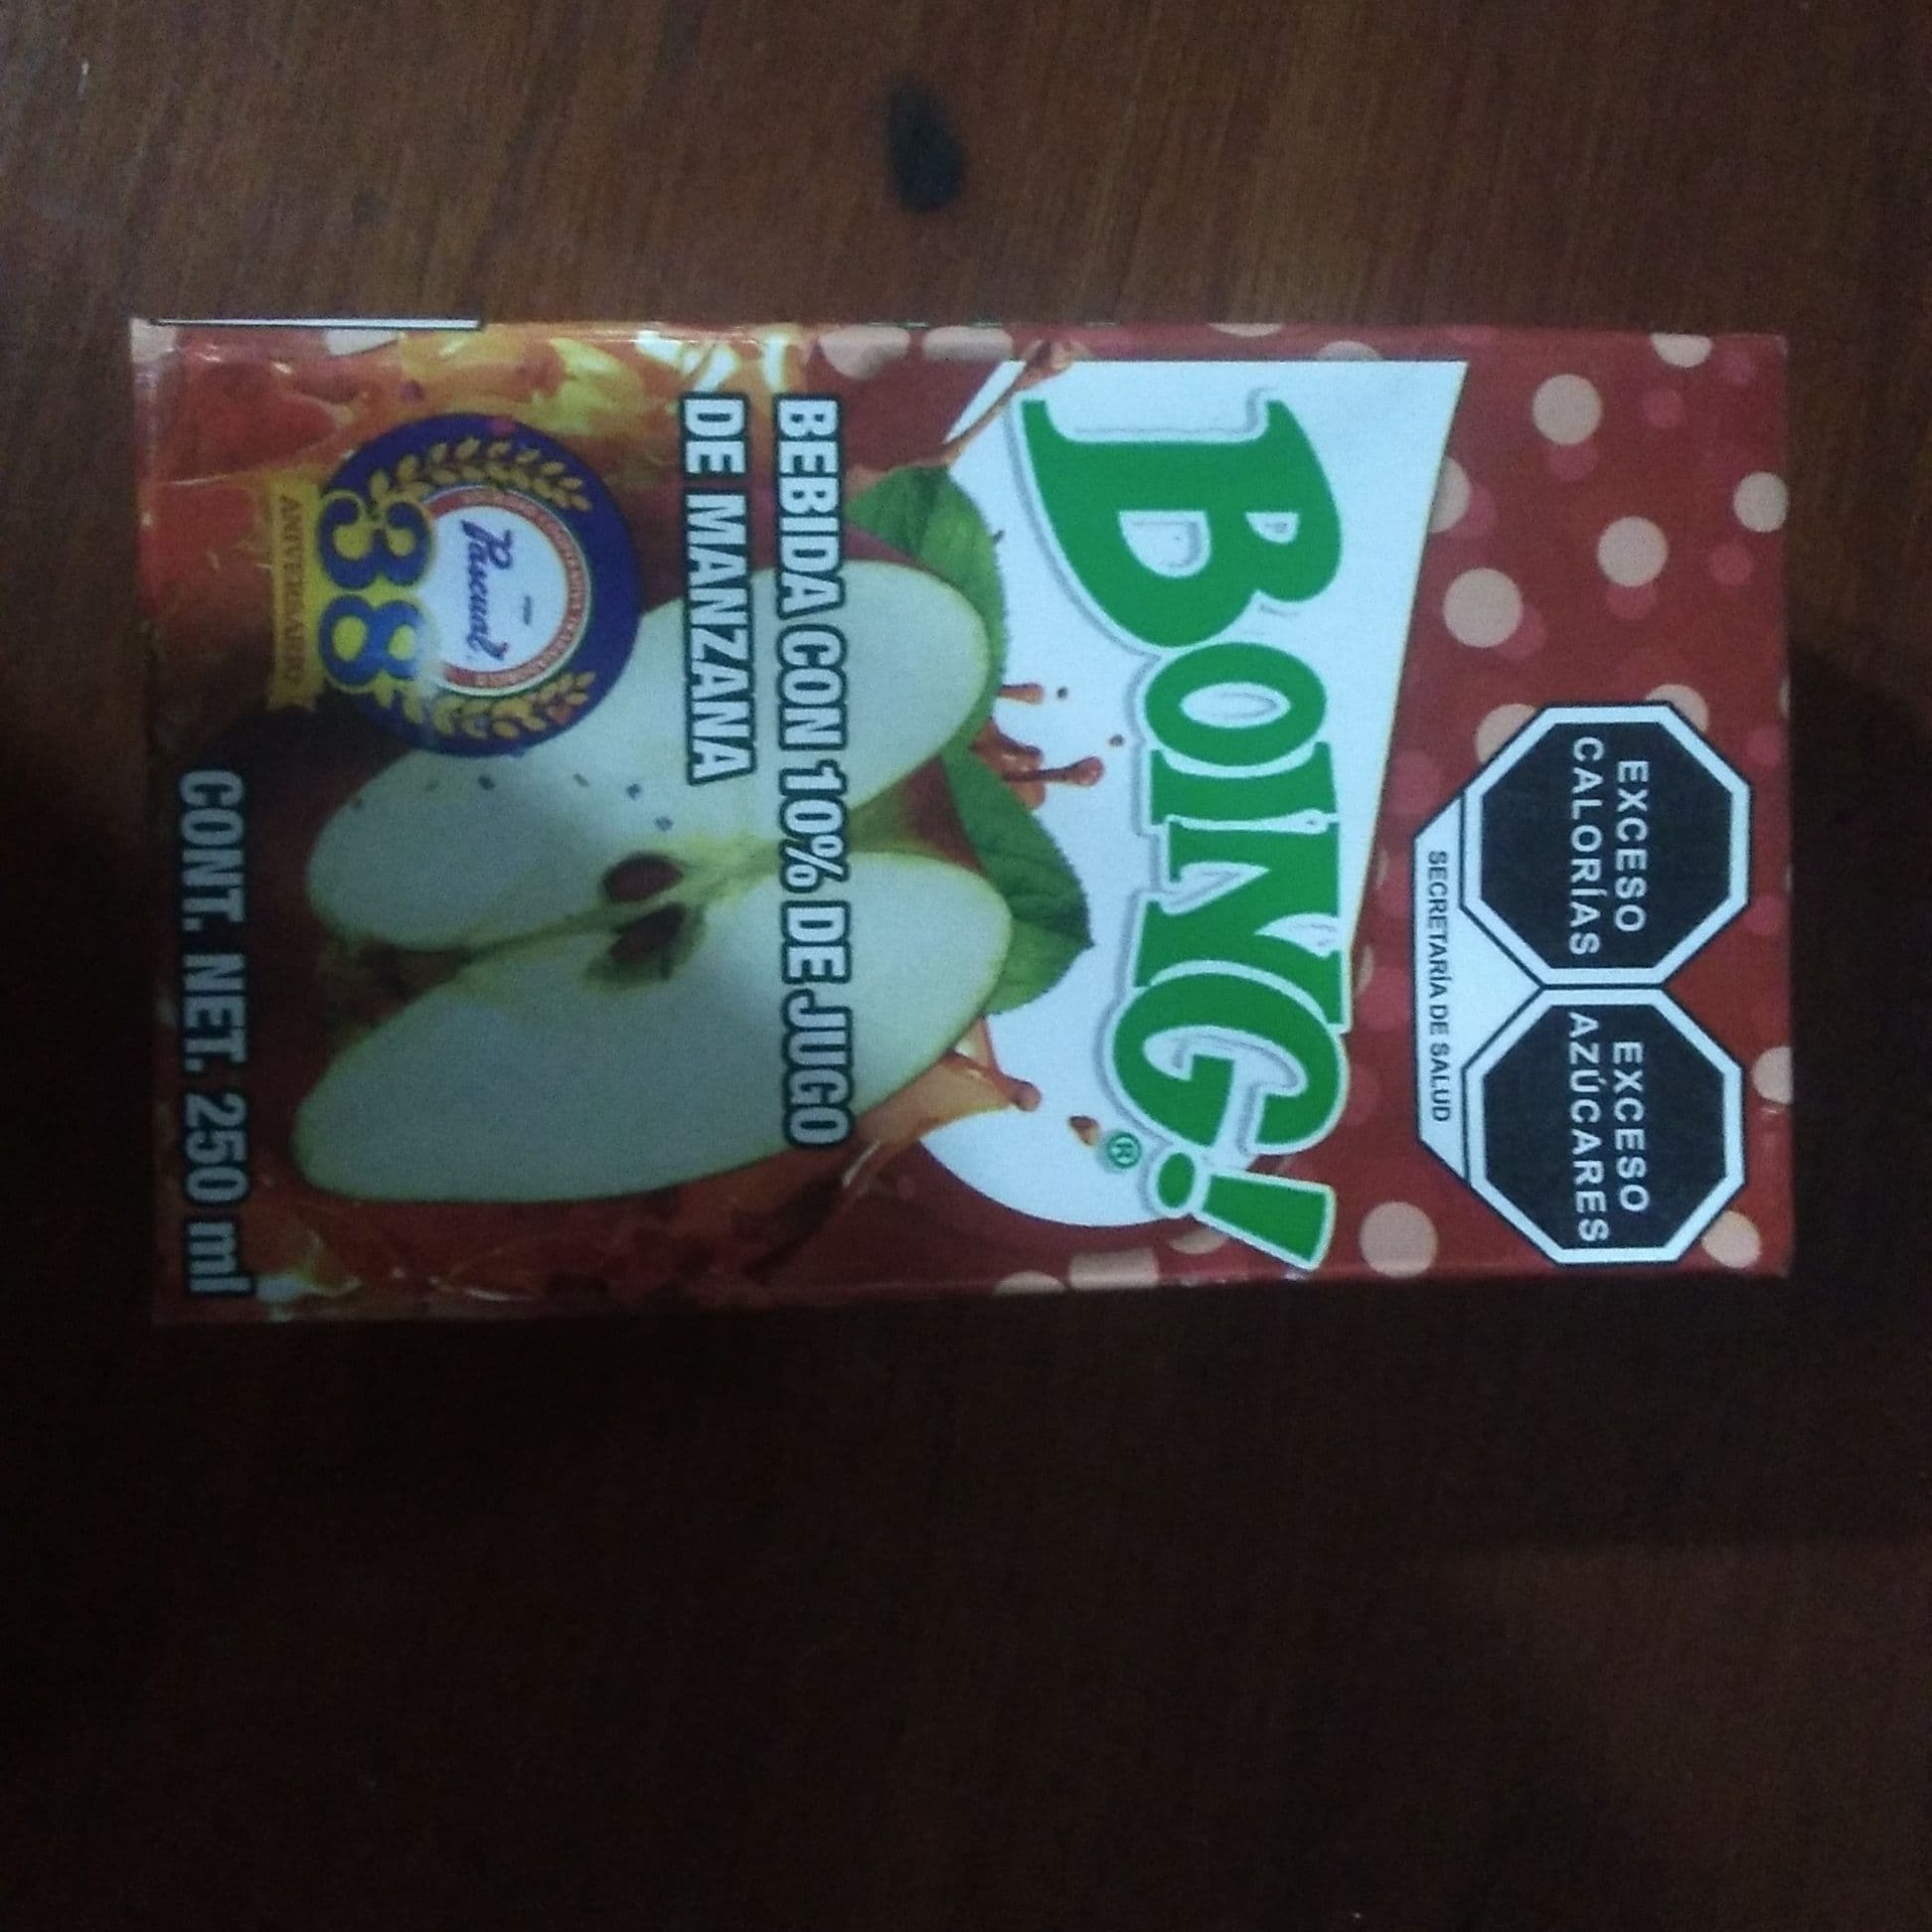 EXCESO
CALORÍAS
EXCESO
AZÚCARES
SECRETARÍA DE SALUD
BOING!
®
BEBIDA CON 10% DE JUGO
DE MANZANA
Pascual
38
ANIVERSARIO
CONT. NET. 250 ml